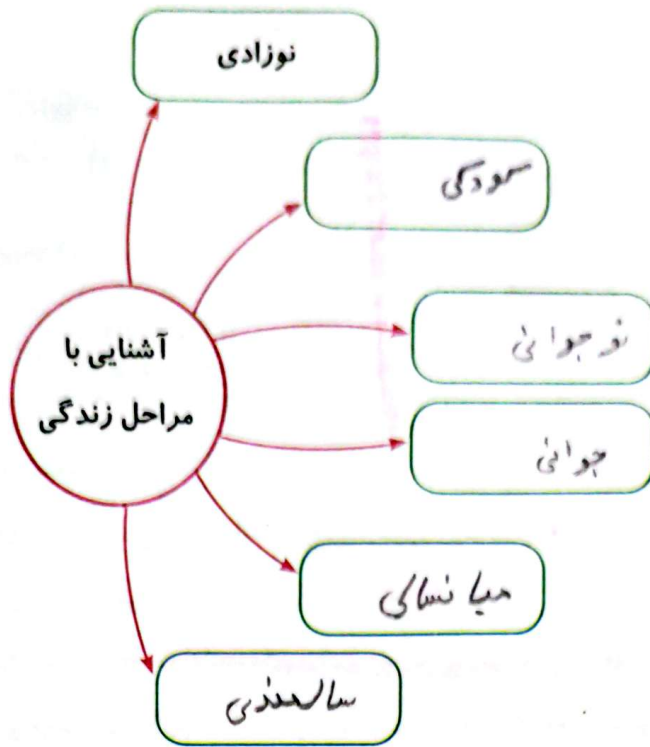 نوزادی
کودکی
آشنایی با
مراحل زندگی
نوجوانی
جوانی
میانسالی
سالمندی